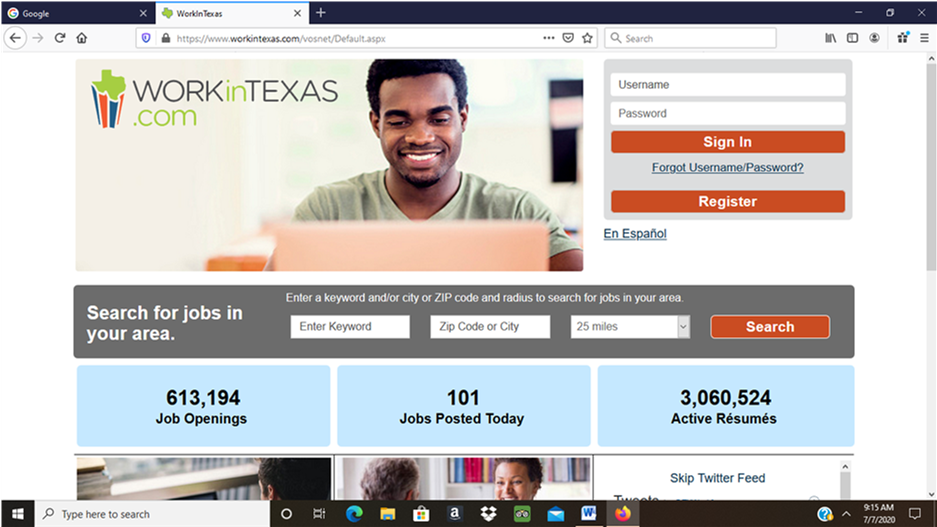 Google
WorkInTexas
https://www.workintexas.com/vosnet/Default.aspx
Search
WORKinTEXAS
.com
Username
Password
Sign In
Forgot Username/Password?
Register
En Español
Search for jobs in
your area.
Enter a keyword and/or city or ZIP code and radius to search for jobs in your area.
Enter Keyword
Zip Code or City
25 miles
Search
613,194
Job Openings
101
Jobs Posted Today
3,060,524
Active Résumés
Skip Twitter Feed
Tweets
Type here to search
9:15 AM
7/7/2020